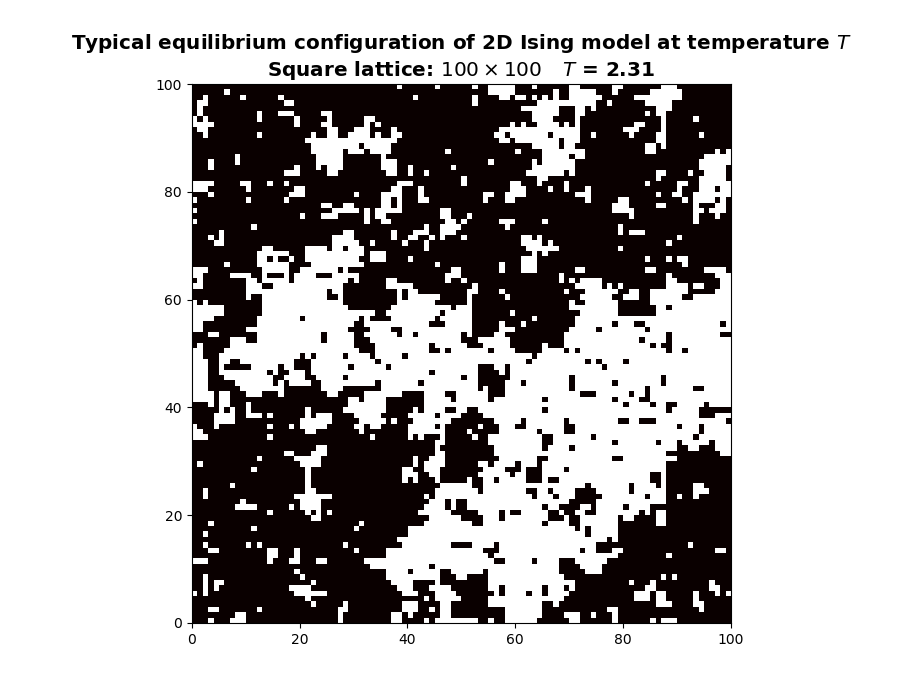 Typical equilibrium configuration of 2D Ising model at temperature T
Square lattice: 100 × 100 T = 2.31
100
80
60
40
20
0
0 20 40 60 80 100